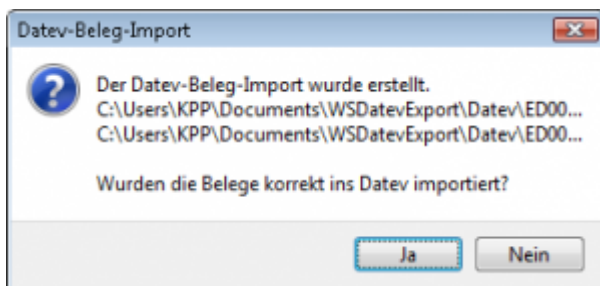 Datev-Beleg-Import
Der Datev-Beleg-Import wurde erstellt.
C:\Users\KPP\Documents\WSDatevExport\Datev\ED00...
C:\Users\KPP\Documents\WSDatevExport\Datev\ED00...
Wurden die Belege korrekt ins Datev importiert?
Ja
Nein